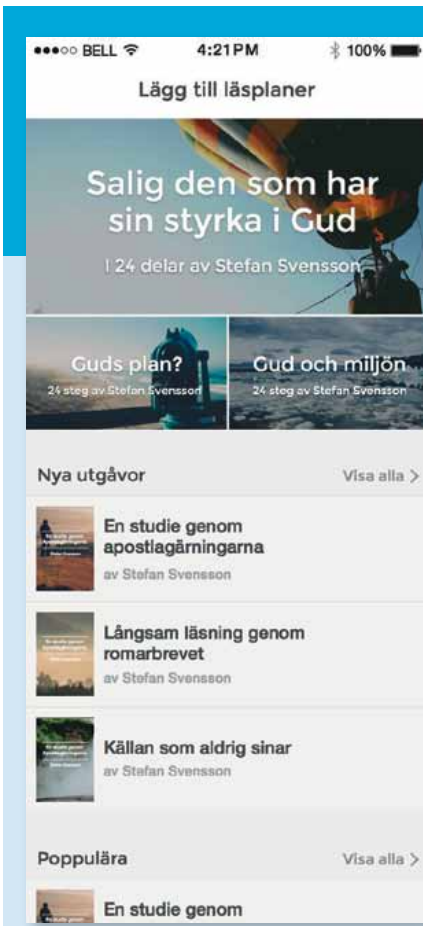 BELL 4:21PM 100%
Lägg till läsplaner
Salig den som har
sin styrka i Gud
I 24 delar av Stefan Svensson
Guds plan?
24 steg av Stefan Svensson
Gud och miljön
24 steg av Stefan Svensson
Nya utgåvor Visa alla >
En studie genom
apostlagärningarna
av Stefan Svensson
Långsam läsning genom
romarbrevet
av Stefan Svensson
Källan som aldrig sinar
av Stefan Svensson
Poppulära Visa alla >
En studie genom